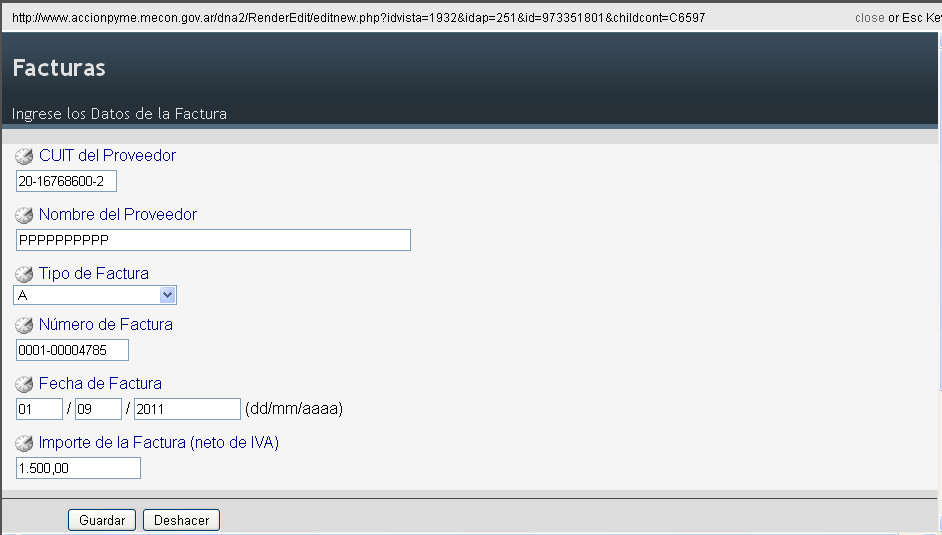 http://www.accionpyme.mecon.gov.ar/dna2/RenderEdit/editnew.php?idvista=1932&idap=251&id=973351801&childcont=C6597 close or Esc Ke
Facturas
Ingrese los Datos de la Factura
CUIT del Proveedor
20-16768600-2
Nombre del Proveedor
PPPPPPPPPP
Tipo de Factura
A
Número de Factura
0001-00004785
Fecha de Factura
01 / 09 / 2011 (dd/mm/aaaa)
Importe de la Factura (neto de IVA)
1.500,00
Guardar Deshacer